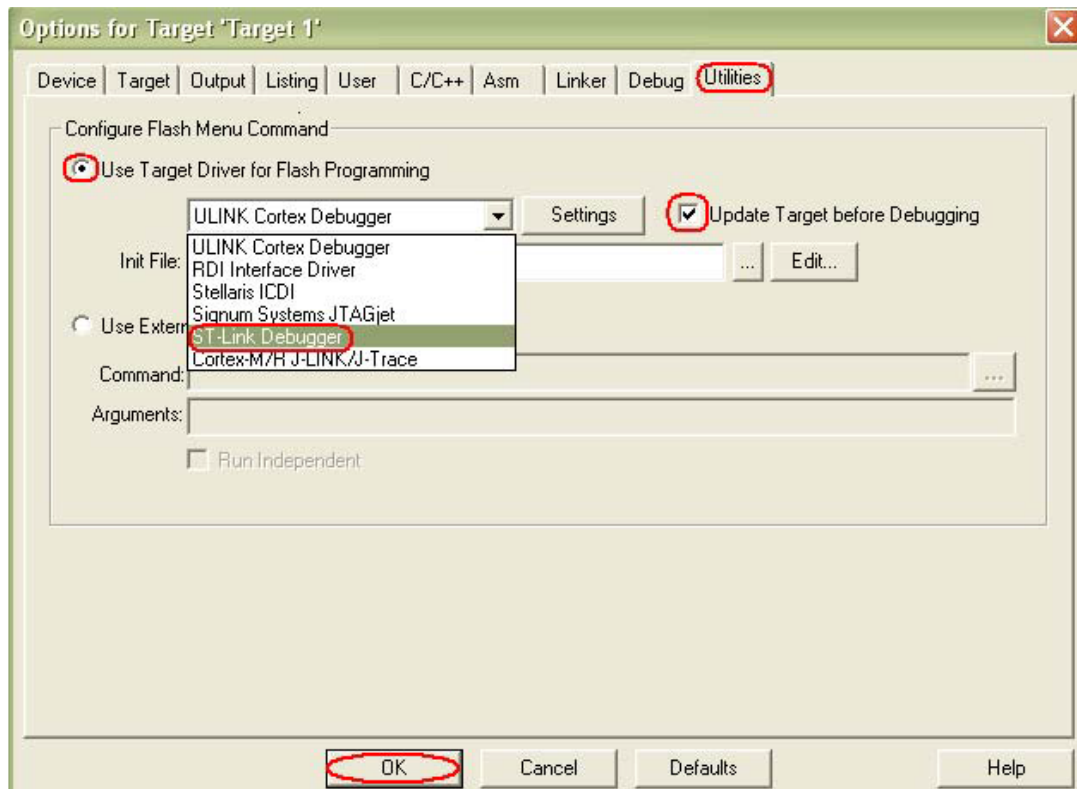 Options for Target 'Target 1'
Device Target Output Listing User C/C++ Asm Linker Debug Utilities
Configure Flash Menu Command
Use Target Driver for Flash Programming
ULINK Cortex Debugger Settings Update Target before Debugging
ULINK Cortex Debugger
Init File: ... Edit...
RDI Interface Driver
Stellaris ICDI
Signum Systems JTAGjet
Use Extern
ST-Link Debugger
Cortex-M/R J-LINK/J-Trace
Command: ...
Arguments:
Run Independent
OK Cancel Defaults Help